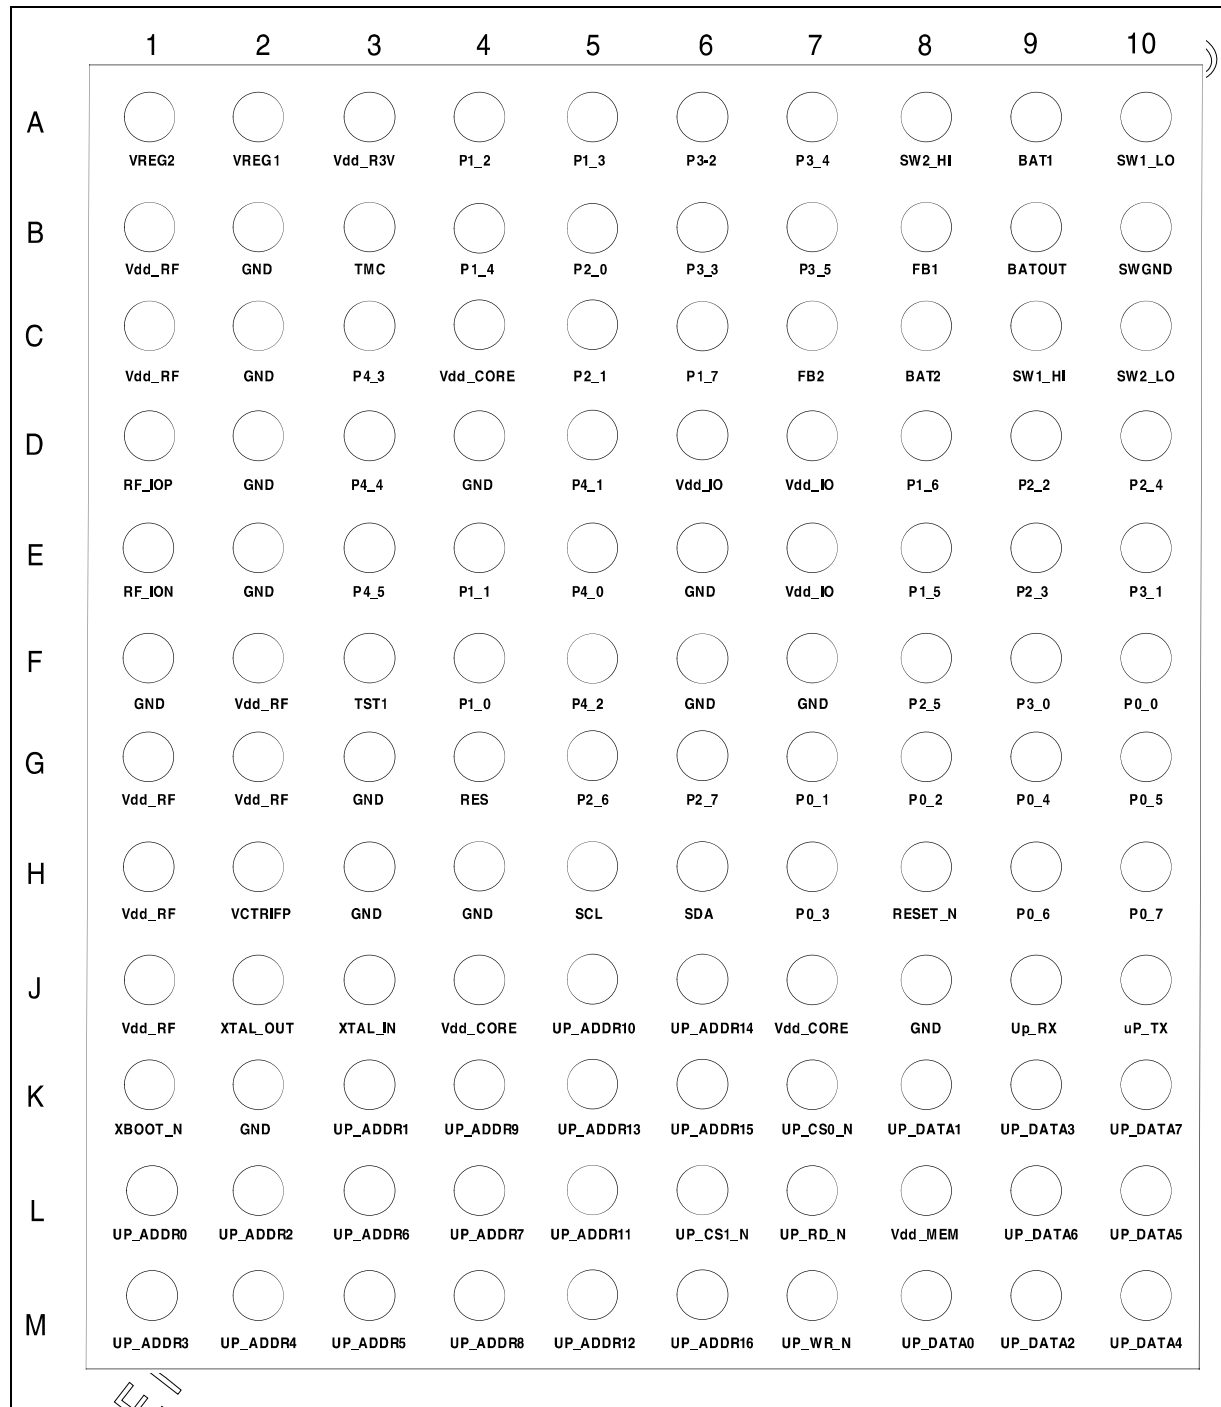 1 2 3 4 5 6 7 8 9 10
A
VREG2 VREG1 Vdd_R3V P1_2 P1_3 P3-2 P3_4 SW2_HI BAT1 SW1_LO
B
Vdd_RF GND TMC P1_4 P2_0 P3_3 P3_5 FB1 BATOUT SWGND
C
Vdd_RF GND P4_3 Vdd_CORE P2_1 P1_7 FB2 BAT2 SW1_HI SW2_LO
D
RF_IOP GND P4_4 GND P4_1 Vdd_IO Vdd_IO P1_6 P2_2 P2_4
E
RF_ION GND P4_5 P1_1 P4_0 GND Vdd_IO P1_5 P2_3 P3_1
F
GND Vdd_RF TST1 P1_0 P4_2 GND GND P2_5 P3_0 P0_0
G
Vdd_RF Vdd_RF GND RES P2_6 P2_7 P0_1 P0_2 P0_4 P0_5
H
Vdd_RF VCTRIFP GND GND SCL SDA P0_3 RESET_N P0_6 P0_7
J
Vdd_RF XTAL_OUT XTAL_IN Vdd_CORE UP_ADDR10 UP_ADDR14 Vdd_CORE GND Up_RX uP_TX
K
XBOOT_N GND UP_ADDR1 UP_ADDR9 UP_ADDR13 UP_ADDR15 UP_CS0_N UP_DATA1 UP_DATA3 UP_DATA7
L
UP_ADDR0 UP_ADDR2 UP_ADDR6 UP_ADDR7 UP_ADDR11 UP_CS1_N UP_RD_N Vdd_MEM UP_DATA6 UP_DATA5
M
UP_ADDR3 UP_ADDR4 UP_ADDR5 UP_ADDR8 UP_ADDR12 UP_ADDR16 UP_WR_N UP_DATA0 UP_DATA2 UP_DATA4